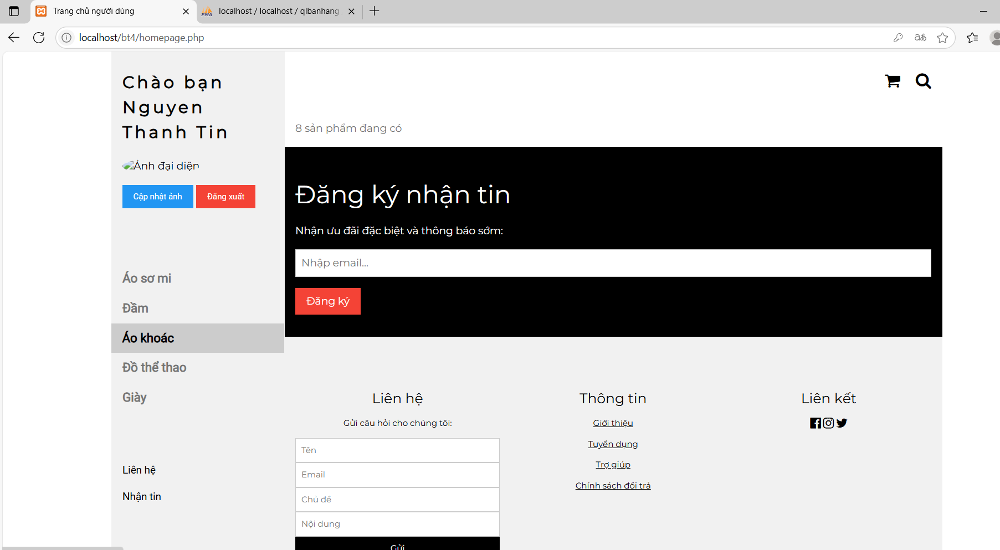 Trang chủ người dùng
localhost / localhost / qlbanhang
localhost/bt4/homepage.php
Chào bạn
Nguyen
Thanh Tin
Ảnh đại diện
Cập nhật ảnh
Đăng xuất
Áo sơ mi
Đầm
Áo khoác
Đồ thể thao
Giày
Liên hệ
Nhận tin
8 sản phẩm đang có
Đăng ký nhận tin
Nhận ưu đãi đặc biệt và thông báo sớm:
Nhập email...
Đăng ký
Liên hệ
Gửi câu hỏi cho chúng tôi:
Tên
Email
Chủ đề
Nội dung
Gửi
Thông tin
Giới thiệu
Tuyển dụng
Trợ giúp
Chính sách đổi trả
Liên kết